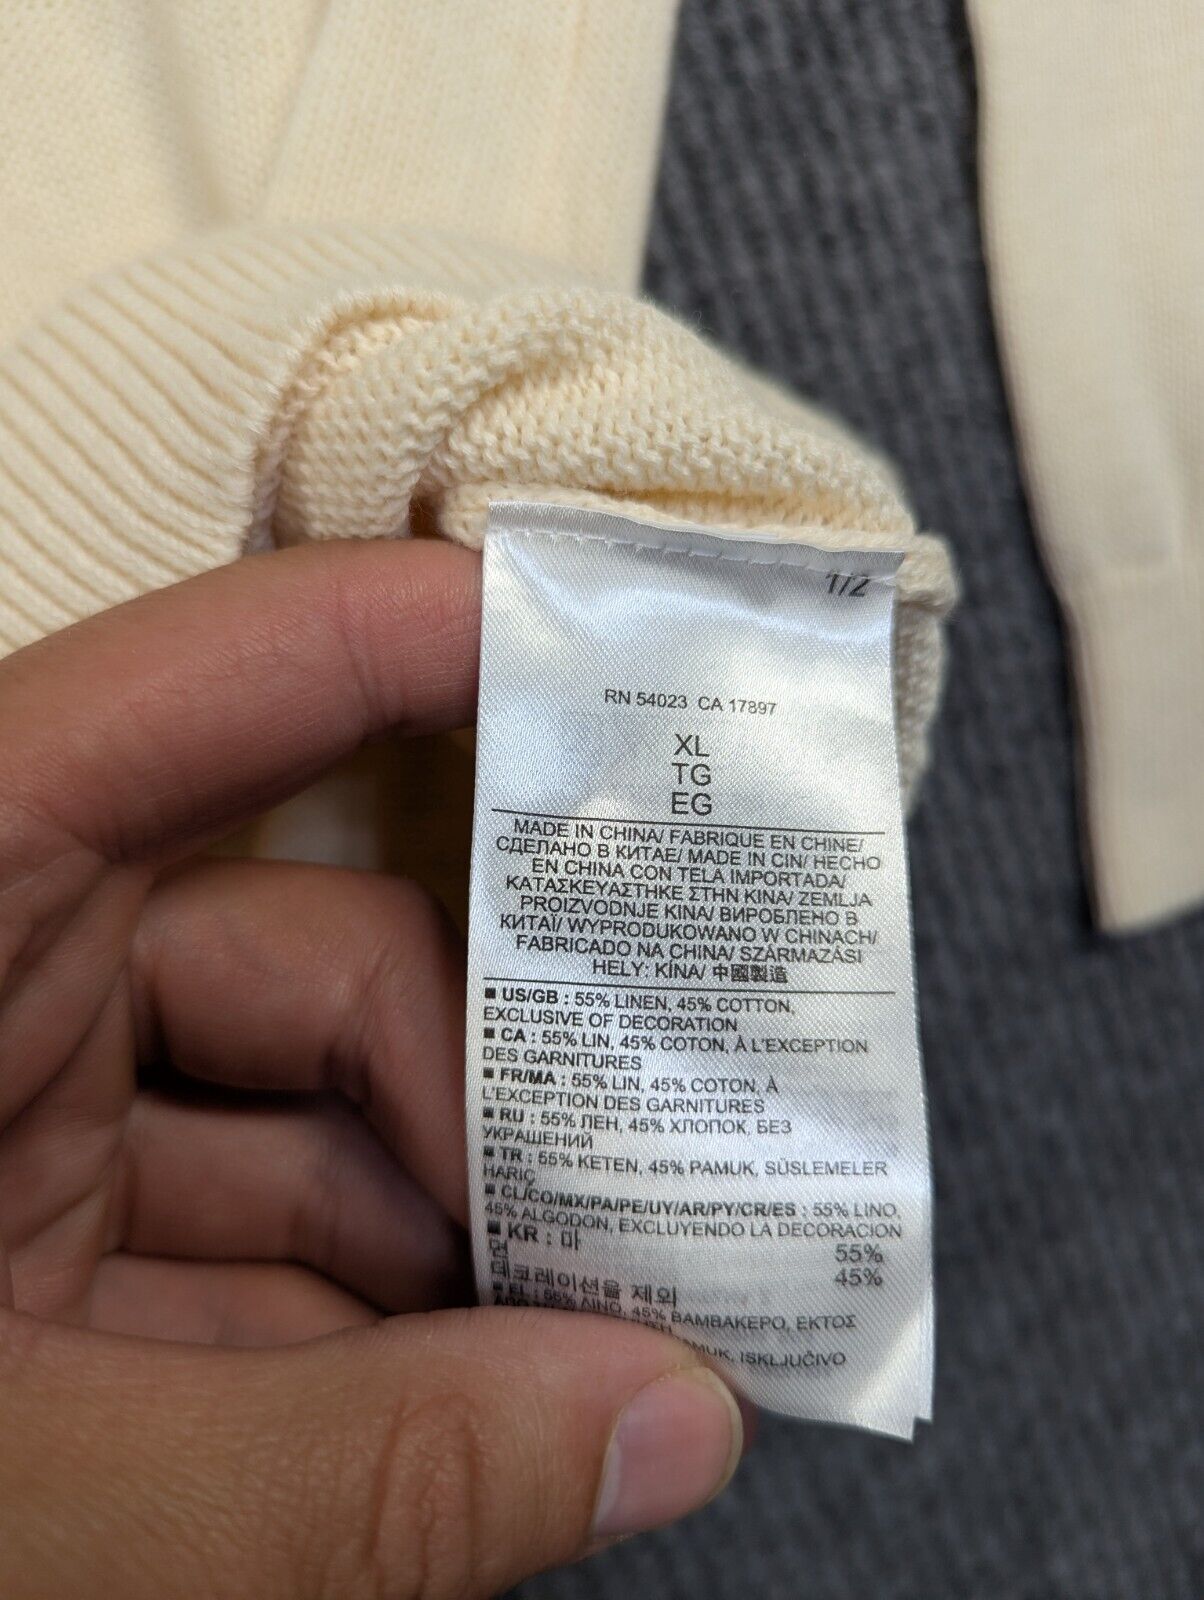 1/2
RN 54023 CA 17897
XL
TG
EG
MADE IN CHINA/ FABRIQUE EN CHINE/
СДЕЛАНО В КИТАЕ/ MADE IN CIN/ HECHO
EN CHINA CON TELA IMPORTADA/
ΚΑΤΑΣΚΕΥΑΣΤΗΚΕ ΣΤΗΝ ΚΙΝΑ/ ZEMLJA
PROIZVODNJE KINA/ ВИРОБЛЕНО В
КИТАЇ/ WYPRODUKOWANO W CHINACH/
FABRICADO NA CHINA/ SZÁRMAZÁSI
HELY: KÍNA/ 中國製造
■ US/GB : 55% LINEN, 45% COTTON,
EXCLUSIVE OF DECORATION
■ CA : 55% LIN, 45% COTON, À L'EXCEPTION
DES GARNITURES
■ FR/MA : 55% LIN, 45% COTON, À
L'EXCEPTION DES GARNITURES
■ RU : 55% ЛЕН, 45% ХЛОПОК, БЕЗ
УКРАШЕНИЙ
■ TR : 55% KETEN, 45% PAMUK, SÜSLEMELER
HARIÇ
■ CL/CO/MX/PA/PE/UY/AR/PY/CR/ES : 55% LINO,
45% ALGODON, EXCLUYENDO LA DECORACION
■ KR : 마 55%
면 45%
데코레이션을 제외
■ EL : 55% ΛΙΝΟ, 45% ΒΑΜΒΑΚΕΡΟ, ΕΚΤΟΣ
ISKLJUČIVO